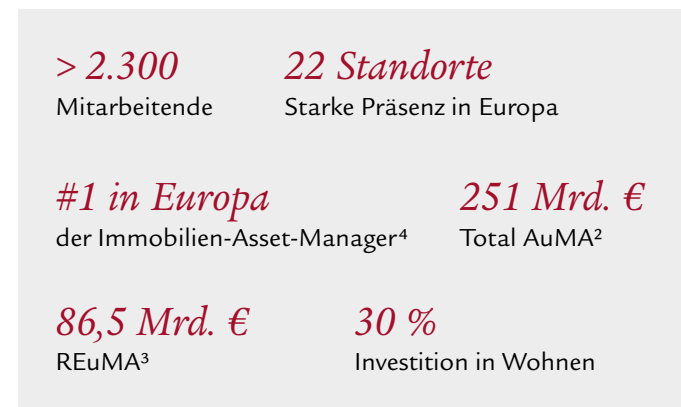 > 2.300 22 Standorte
Mitarbeitende Starke Präsenz in Europa
#1 in Europa 251 Mrd. €
der Immobilien-Asset-Manager⁴ Total AuMA²
86,5 Mrd. € 30 %
REuMA³ Investition in Wohnen